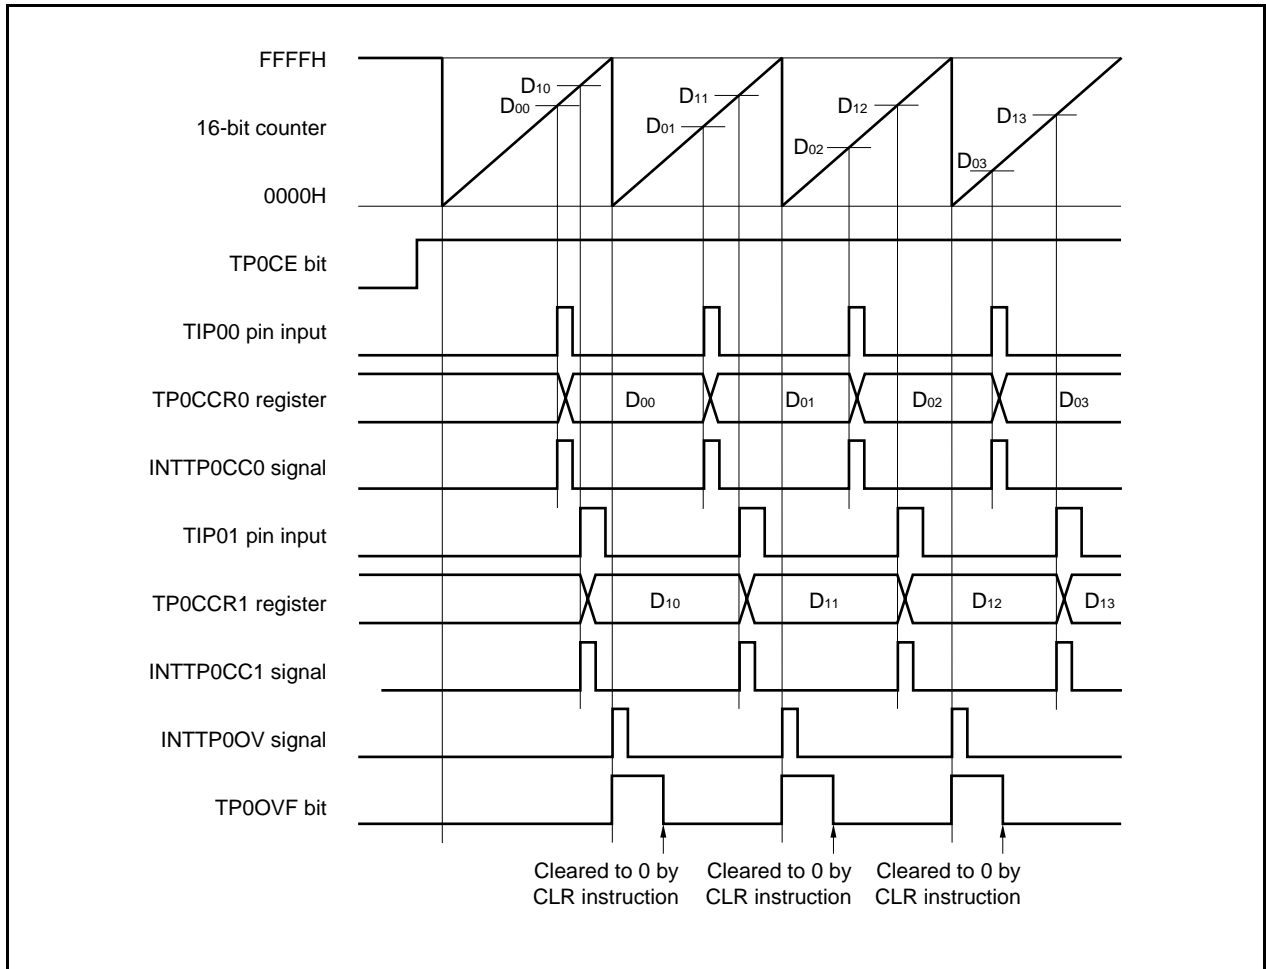 FFFFH
D10
D00
D11
D01
D12
D02
D13
D03
16-bit counter
0000H
TP0CE bit
TIP00 pin input
TP0CCR0 register
D00
D01
D02
D03
INTTP0CC0 signal
TIP01 pin input
TP0CCR1 register
D10
D11
D12
D13
INTTP0CC1 signal
INTTP0OV signal
TP0OVF bit
Cleared to 0 by
CLR instruction
Cleared to 0 by
CLR instruction
Cleared to 0 by
CLR instruction